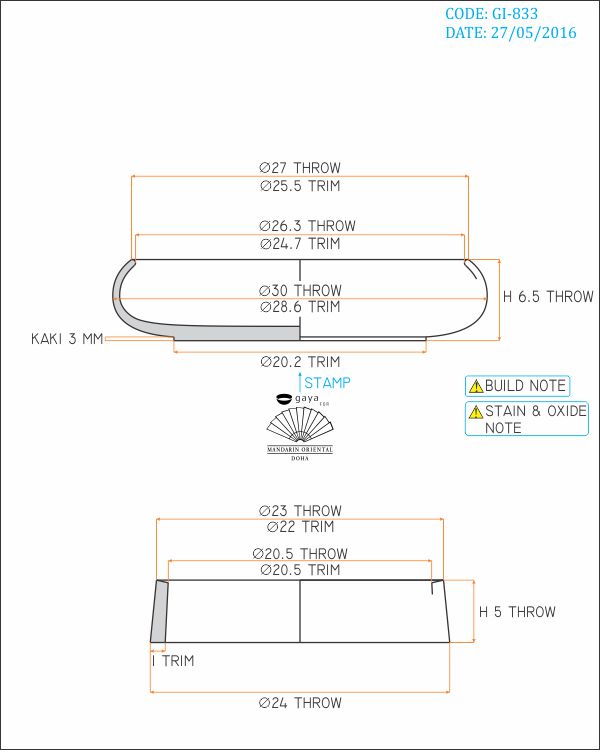 CODE: GI-833
DATE: 27/05/2016
∅27 THROW
∅25.5 TRIM
∅26.3 THROW
∅24.7 TRIM
∅30 THROW
∅28.6 TRIM
H 6.5 THROW
KAKI 3 MM
∅20.2 TRIM
STAMP
gaya
FOR
MANDARIN ORIENTAL
DOHA
BUILD NOTE
STAIN & OXIDE
NOTE
∅23 THROW
∅22 TRIM
∅20.5 THROW
∅20.5 TRIM
H 5 THROW
1 TRIM
∅24 THROW